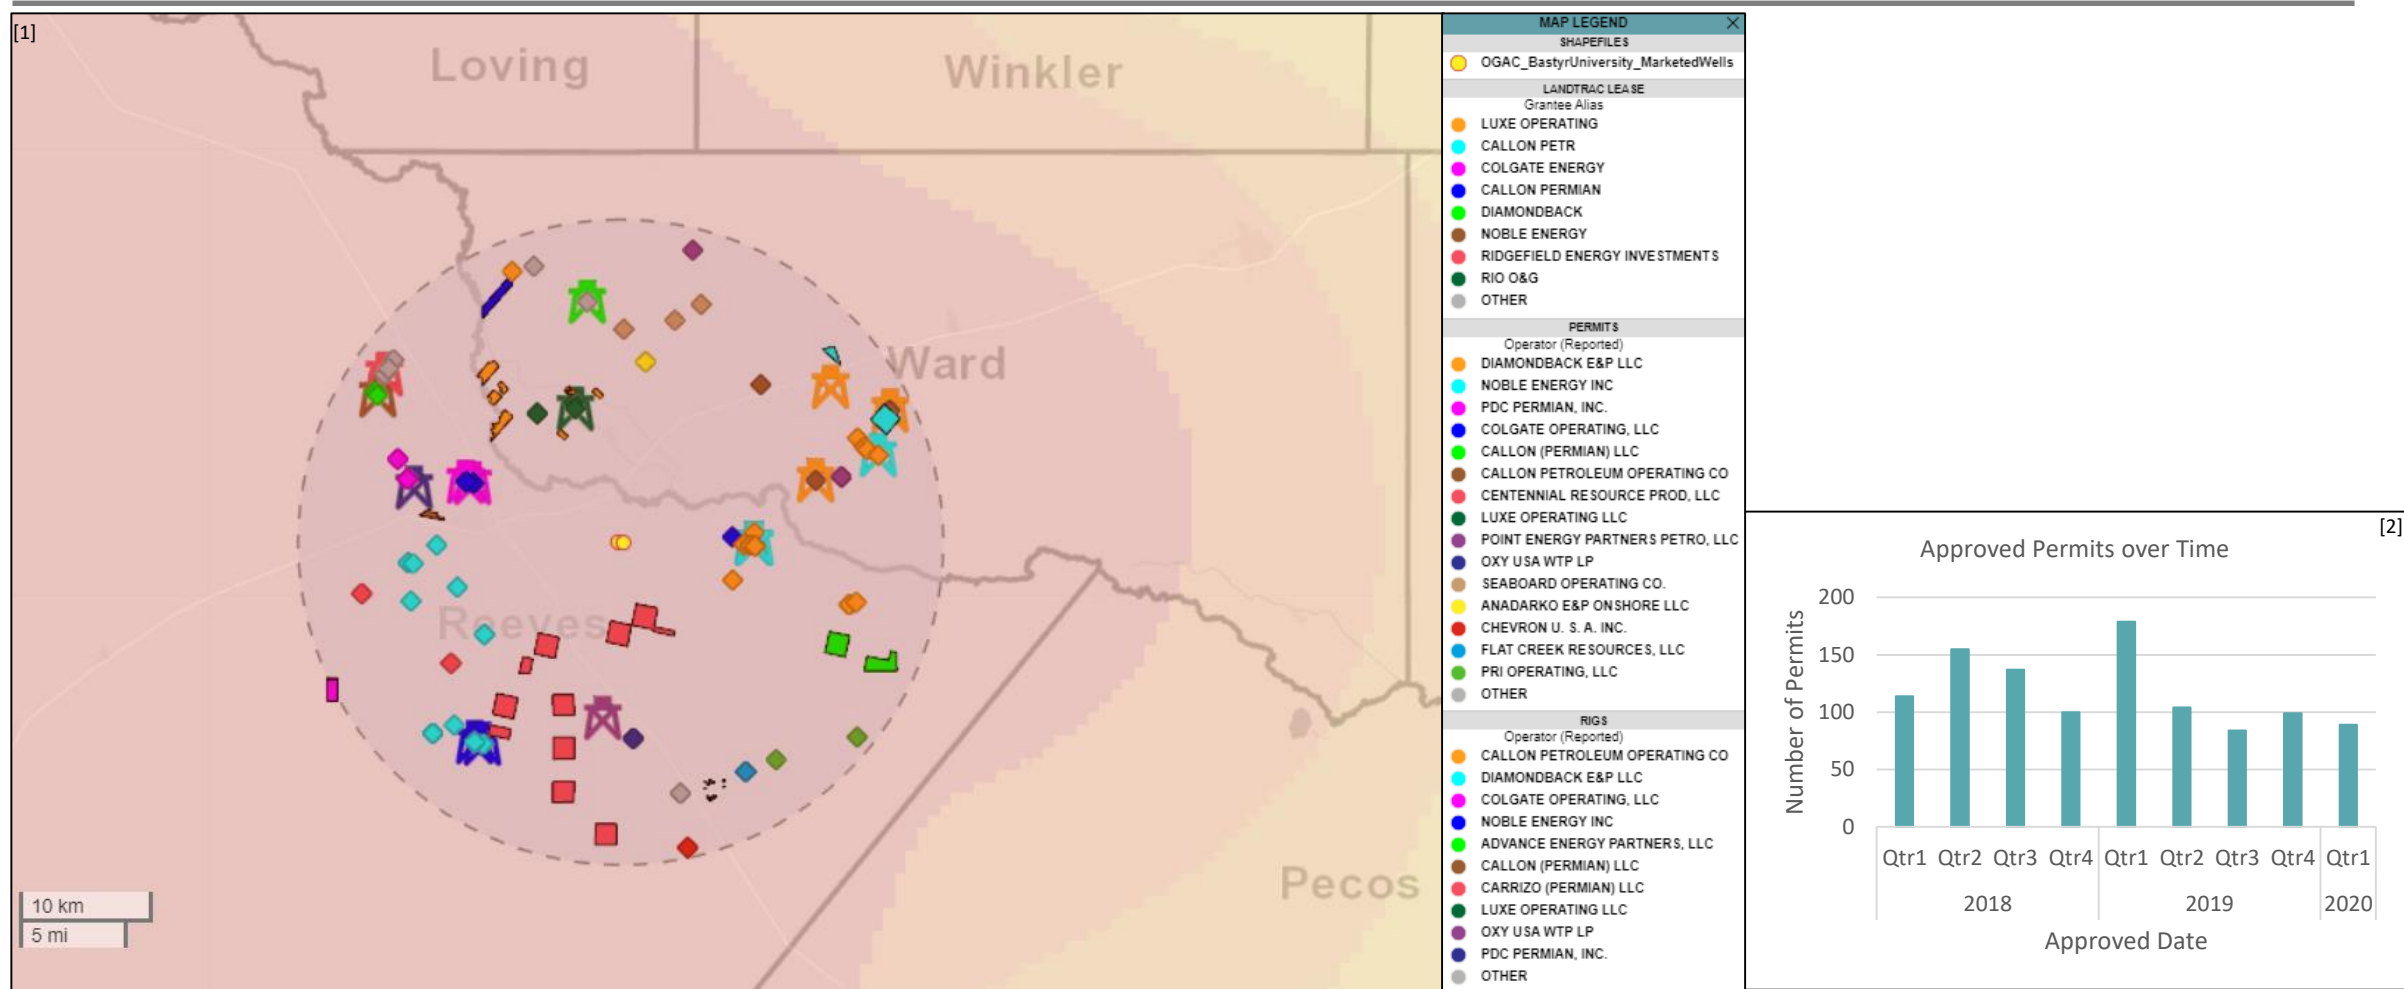 [1]
Loving
Winkler
Ward
Reeves
Pecos
10 km
5 mi
MAP LEGEND
SHAPEFILES
OGAC_BastyrUniversity_MarketedWells
LANDTRAC LEASE
Grantee Alias
LUXE OPERATING
CALLON PETR
COLGATE ENERGY
CALLON PERMIAN
DIAMONDBACK
NOBLE ENERGY
RIDGEFIELD ENERGY INVESTMENTS
RIO O&G
OTHER
PERMITS
Operator (Reported)
DIAMONDBACK E&P LLC
NOBLE ENERGY INC
PDC PERMIAN, INC.
COLGATE OPERATING, LLC
CALLON (PERMIAN) LLC
CALLON PETROLEUM OPERATING CO
CENTENNIAL RESOURCE PROD, LLC
LUXE OPERATING LLC
POINT ENERGY PARTNERS PETRO, LLC
OXY USA WTP LP
SEABOARD OPERATING CO.
ANADARKO E&P ONSHORE LLC
CHEVRON U. S. A. INC.
FLAT CREEK RESOURCES, LLC
PRI OPERATING, LLC
OTHER
RIGS
Operator (Reported)
CALLON PETROLEUM OPERATING CO
DIAMONDBACK E&P LLC
COLGATE OPERATING, LLC
NOBLE ENERGY INC
ADVANCE ENERGY PARTNERS, LLC
CALLON (PERMIAN) LLC
CARRIZO (PERMIAN) LLC
LUXE OPERATING LLC
OXY USA WTP LP
PDC PERMIAN, INC.
OTHER
[2]
Approved Permits over Time
Number of Permits
200
150
100
50
0
Qtr1 Qtr2 Qtr3 Qtr4 Qtr1 Qtr2 Qtr3 Qtr4 Qtr1
2018 2019 2020
Approved Date